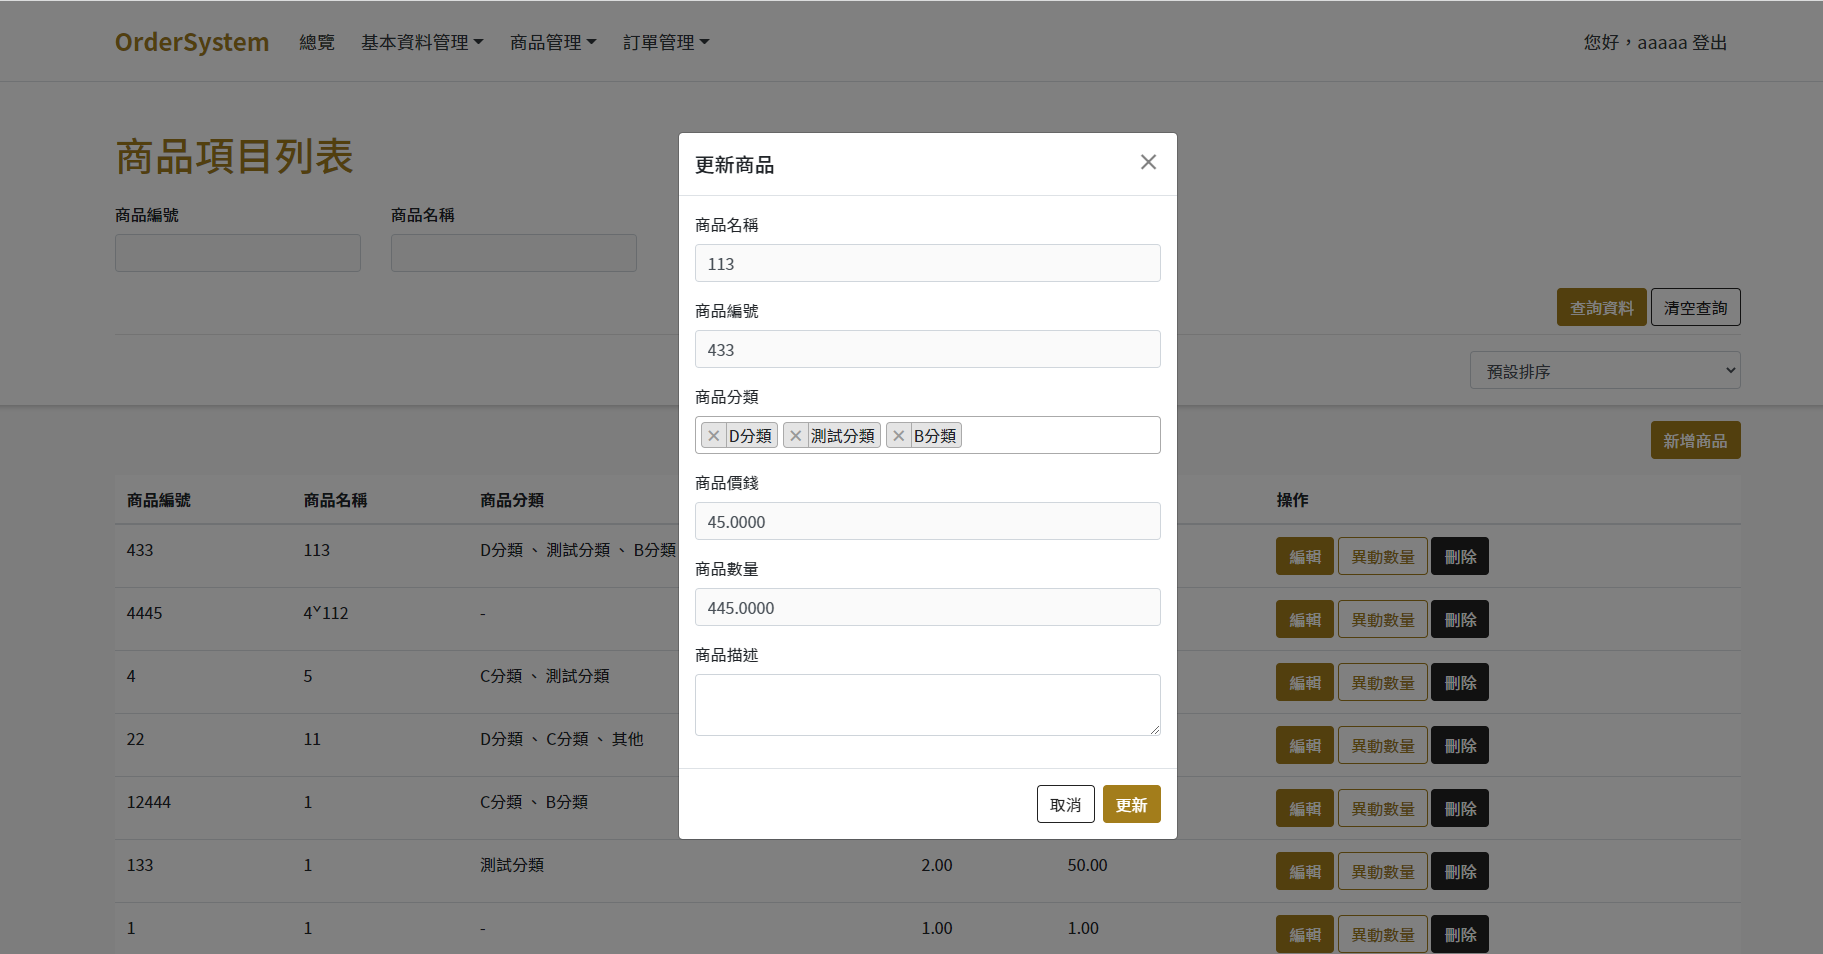 OrderSystem 總覽 基本資料管理 商品管理 訂單管理 您好，aaaaa 登出
商品項目列表
商品編號 商品名稱
查詢資料 清空查詢
預設排序
新增商品
商品編號 商品名稱 商品分類 操作
433 113 D分類 、 測試分類 、 B分類 編輯 異動數量 刪除
4445 4ˇ112 - 編輯 異動數量 刪除
4 5 C分類 、 測試分類 編輯 異動數量 刪除
22 11 D分類 、 C分類 、 其他 編輯 異動數量 刪除
12444 1 C分類 、 B分類 編輯 異動數量 刪除
133 1 測試分類 2.00 50.00 編輯 異動數量 刪除
1 1 - 1.00 1.00 編輯 異動數量 刪除
更新商品 ×
商品名稱
113
商品編號
433
商品分類
× D分類 × 測試分類 × B分類
商品價錢
45.0000
商品數量
445.0000
商品描述
取消 更新